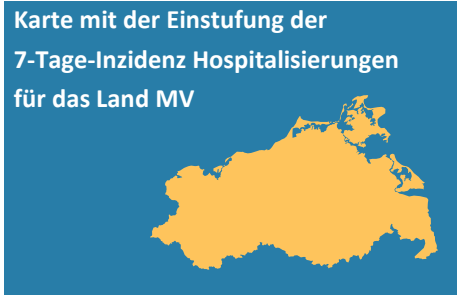 Karte mit der Einstufung der
7-Tage-Inzidenz Hospitalisierungen
für das Land MV